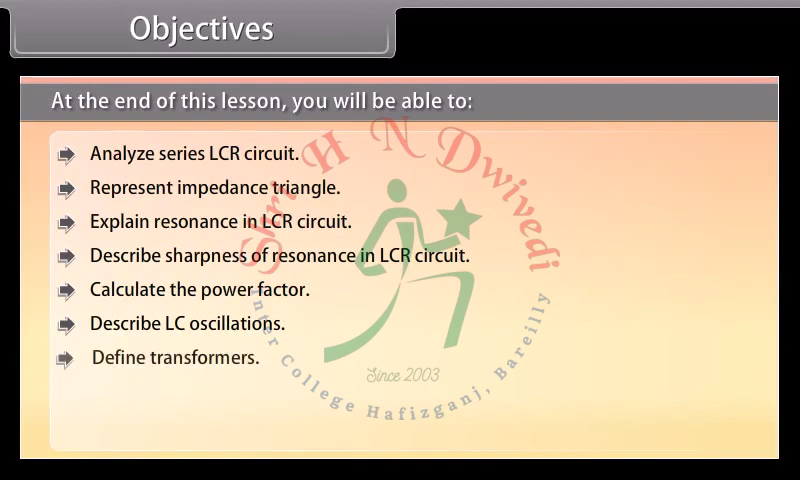 Objectives
At the end of this lesson, you will be able to:
Analyze series LCR circuit.
Represent impedance triangle.
Explain resonance in LCR circuit.
Describe sharpness of resonance in LCR circuit.
Calculate the power factor.
Describe LC oscillations.
Define transformers.
Shri H N Dwivedi
Since 2003
Inter College Hafizganj, Bareilly